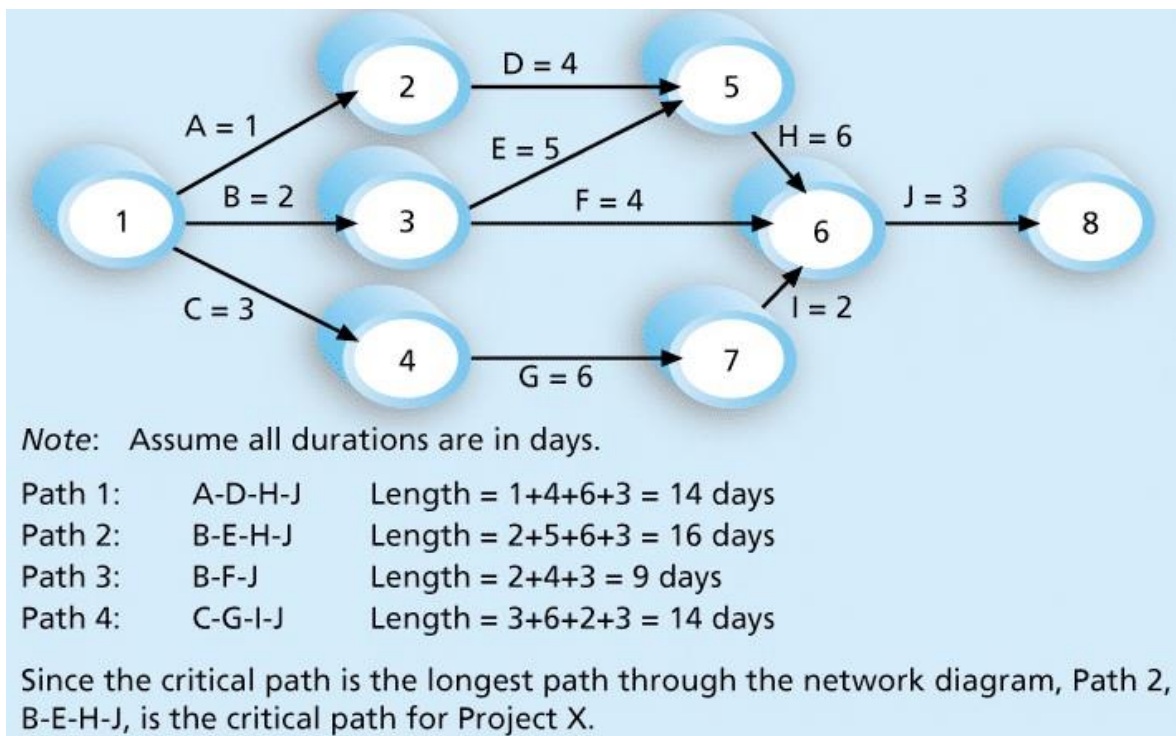 2
D = 4
5
A = 1
E = 5
H = 6
1
B = 2
3
F = 4
6
J = 3
8
C = 3
4
G = 6
7
I = 2
Note: Assume all durations are in days.
Path 1: A-D-H-J Length = 1+4+6+3 = 14 days
Path 2: B-E-H-J Length = 2+5+6+3 = 16 days
Path 3: B-F-J Length = 2+4+3 = 9 days
Path 4: C-G-I-J Length = 3+6+2+3 = 14 days
Since the critical path is the longest path through the network diagram, Path 2,
B-E-H-J, is the critical path for Project X.